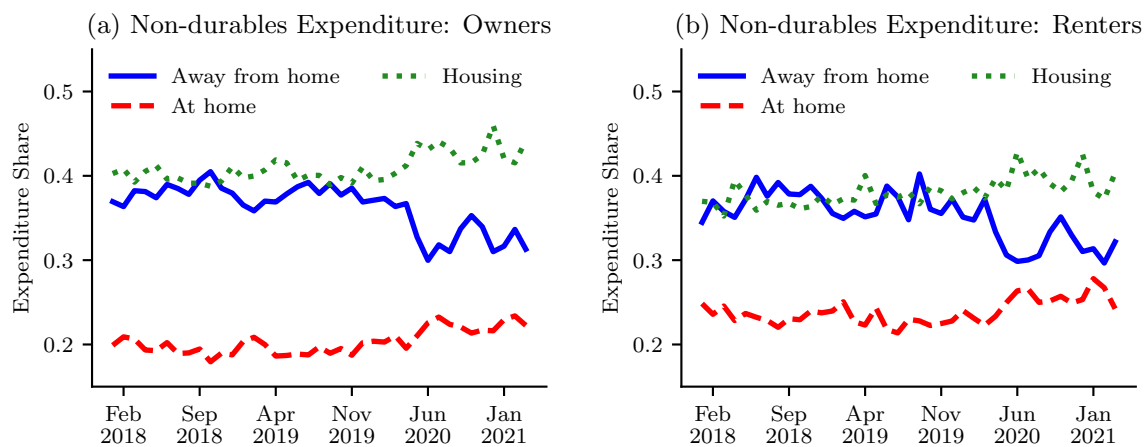 (a) Non-durables Expenditure: Owners
Away from home
Housing
At home
Expenditure Share
0.5
0.4
0.3
0.2
Feb
2018
Sep
2018
Apr
2019
Nov
2019
Jun
2020
Jan
2021
(b) Non-durables Expenditure: Renters
Away from home
Housing
At home
Expenditure Share
0.5
0.4
0.3
0.2
Feb
2018
Sep
2018
Apr
2019
Nov
2019
Jun
2020
Jan
2021